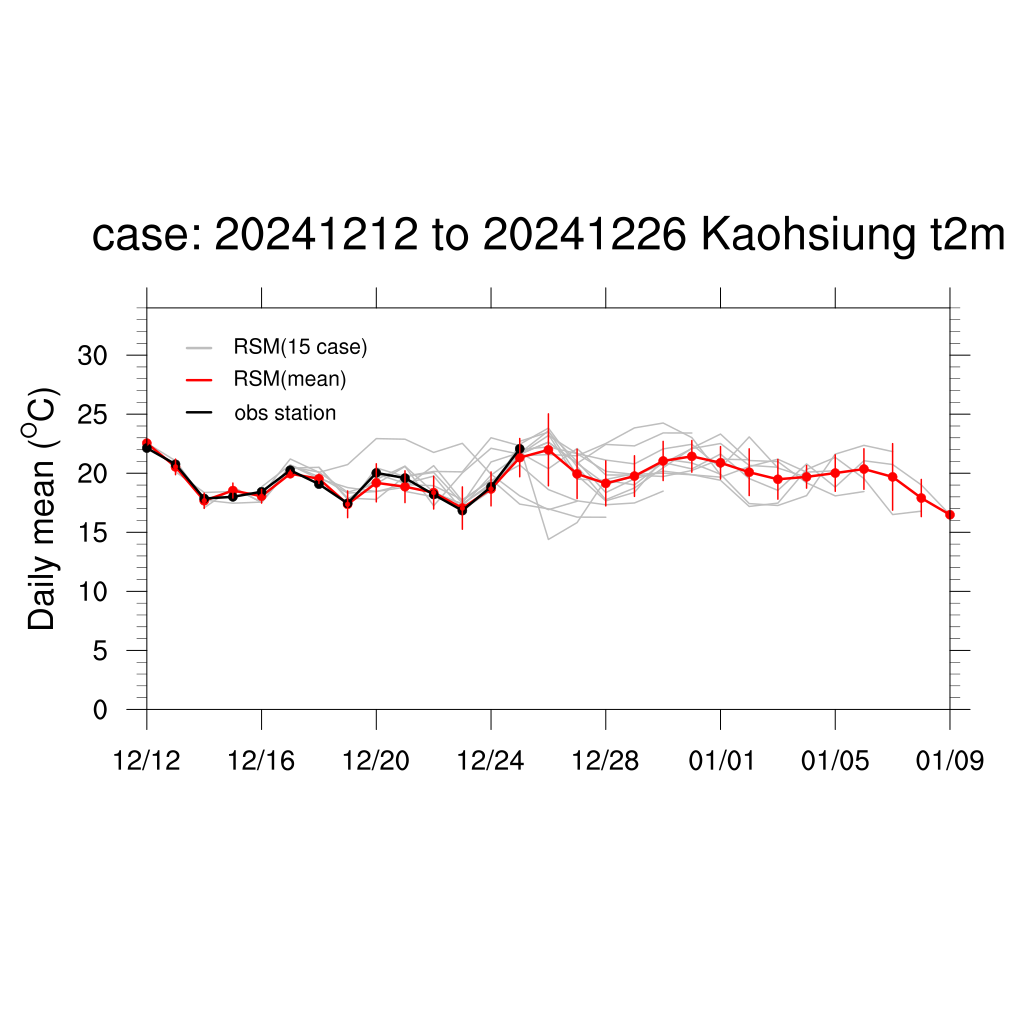 case: 20241212 to 20241226 Kaohsiung t2m
RSM(15 case)
RSM(mean)
obs station
Daily mean (°C)
30
25
20
15
10
5
0
12/12 12/16 12/20 12/24 12/28 01/01 01/05 01/09